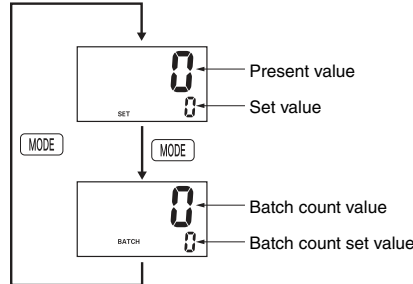 0
Present value
0
Set value
SET
MODE
MODE
0
Batch count value
BATCH
0
Batch count set value